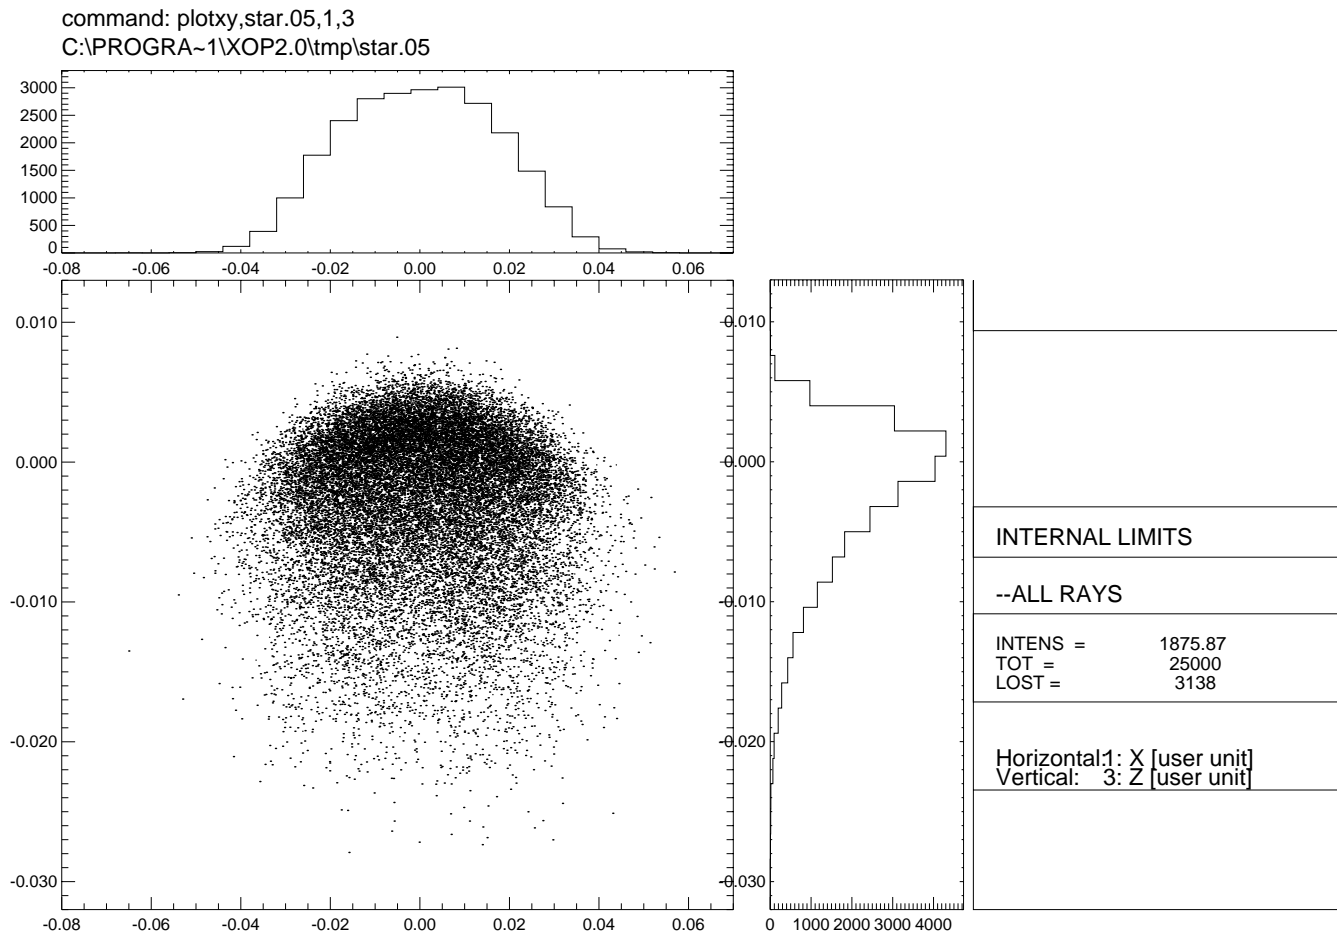 command: plotxy,star.05,1,3
C:\PROGRA~1\XOP2.0\tmp\star.05
3000
2500
2000
1500
1000
500
0
-0.08 -0.06 -0.04 -0.02 0.00 0.02 0.04 0.06
0.010
0.000
-0.010
-0.020
-0.030
-0.08 -0.06 -0.04 -0.02 0.00 0.02 0.04 0.06
0.010
0.000
-0.010
-0.020
-0.030
0 1000 2000 3000 4000
INTERNAL LIMITS
--ALL RAYS
INTENS = 1875.87
TOT = 25000
LOST = 3138
Horizontal:1: X [user unit]
Vertical: 3: Z [user unit]